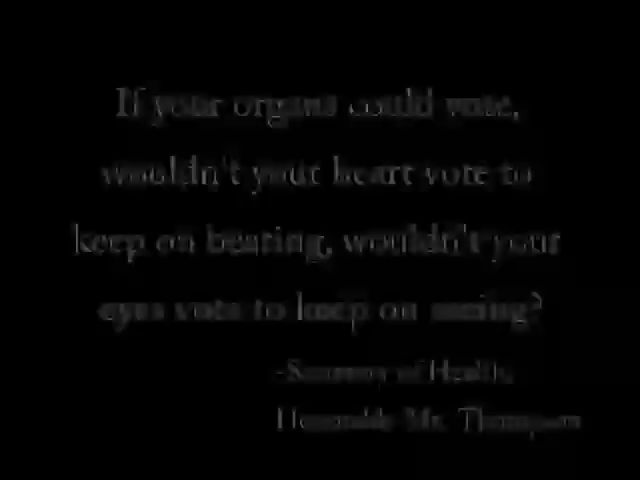 If your organs could vote,
wouldn't your heart vote to
keep on beating, wouldn't your
eyes vote to keep on seeing?
-Secretary of Health,
Honorable Mr. Thompson